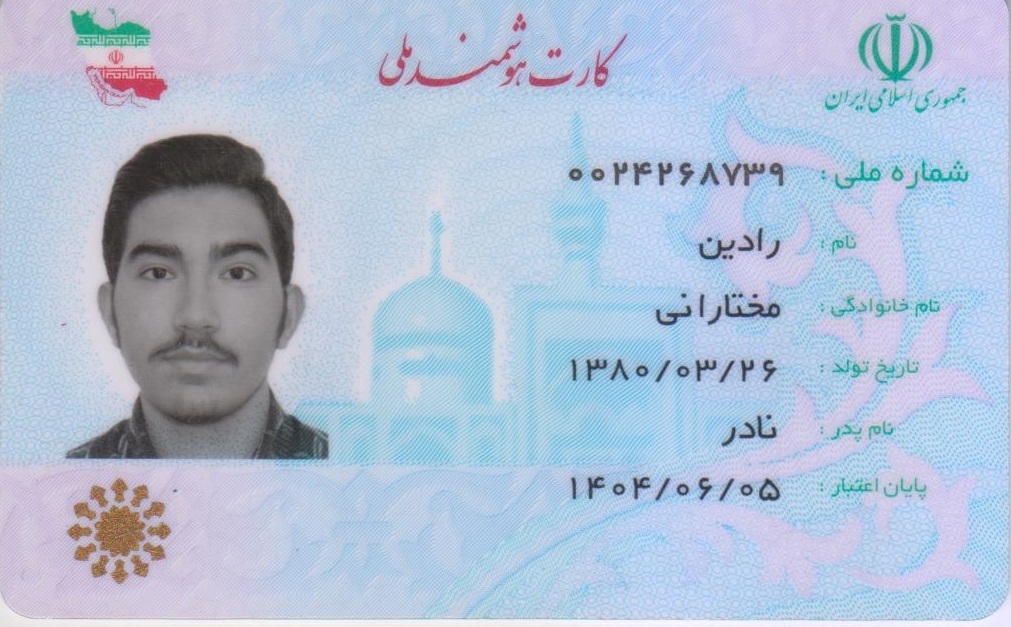 کارت هوشمند ملی
جمهوری اسلامی ایران
شماره ملی : ۰۰۲۴۲۶۸۷۳۹
نام : رادین
نام خانوادگی : مختارانی
تاریخ تولد : ۱۳۸۰/۰۳/۲۶
نام پدر : نادر
پایان اعتبار : ۱۴۰۴/۰۶/۰۵